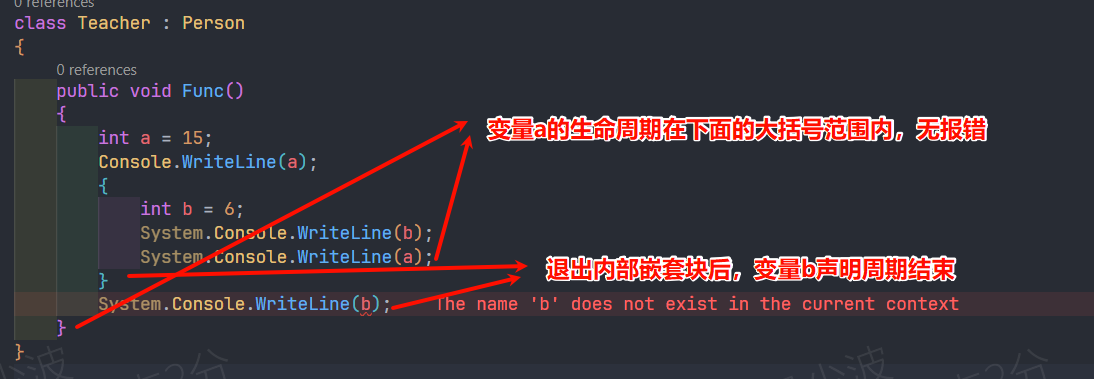 0 references
class Teacher : Person
{
0 references
public void Func()
{
int a = 15;
变量a的生命周期在下面的大括号范围内，无报错
Console.WriteLine(a);
{
int b = 6;
System.Console.WriteLine(b);
System.Console.WriteLine(a);
}
退出内部嵌套块后，变量b声明周期结束
System.Console.WriteLine(b); The name 'b' does not exist in the current context
}
}